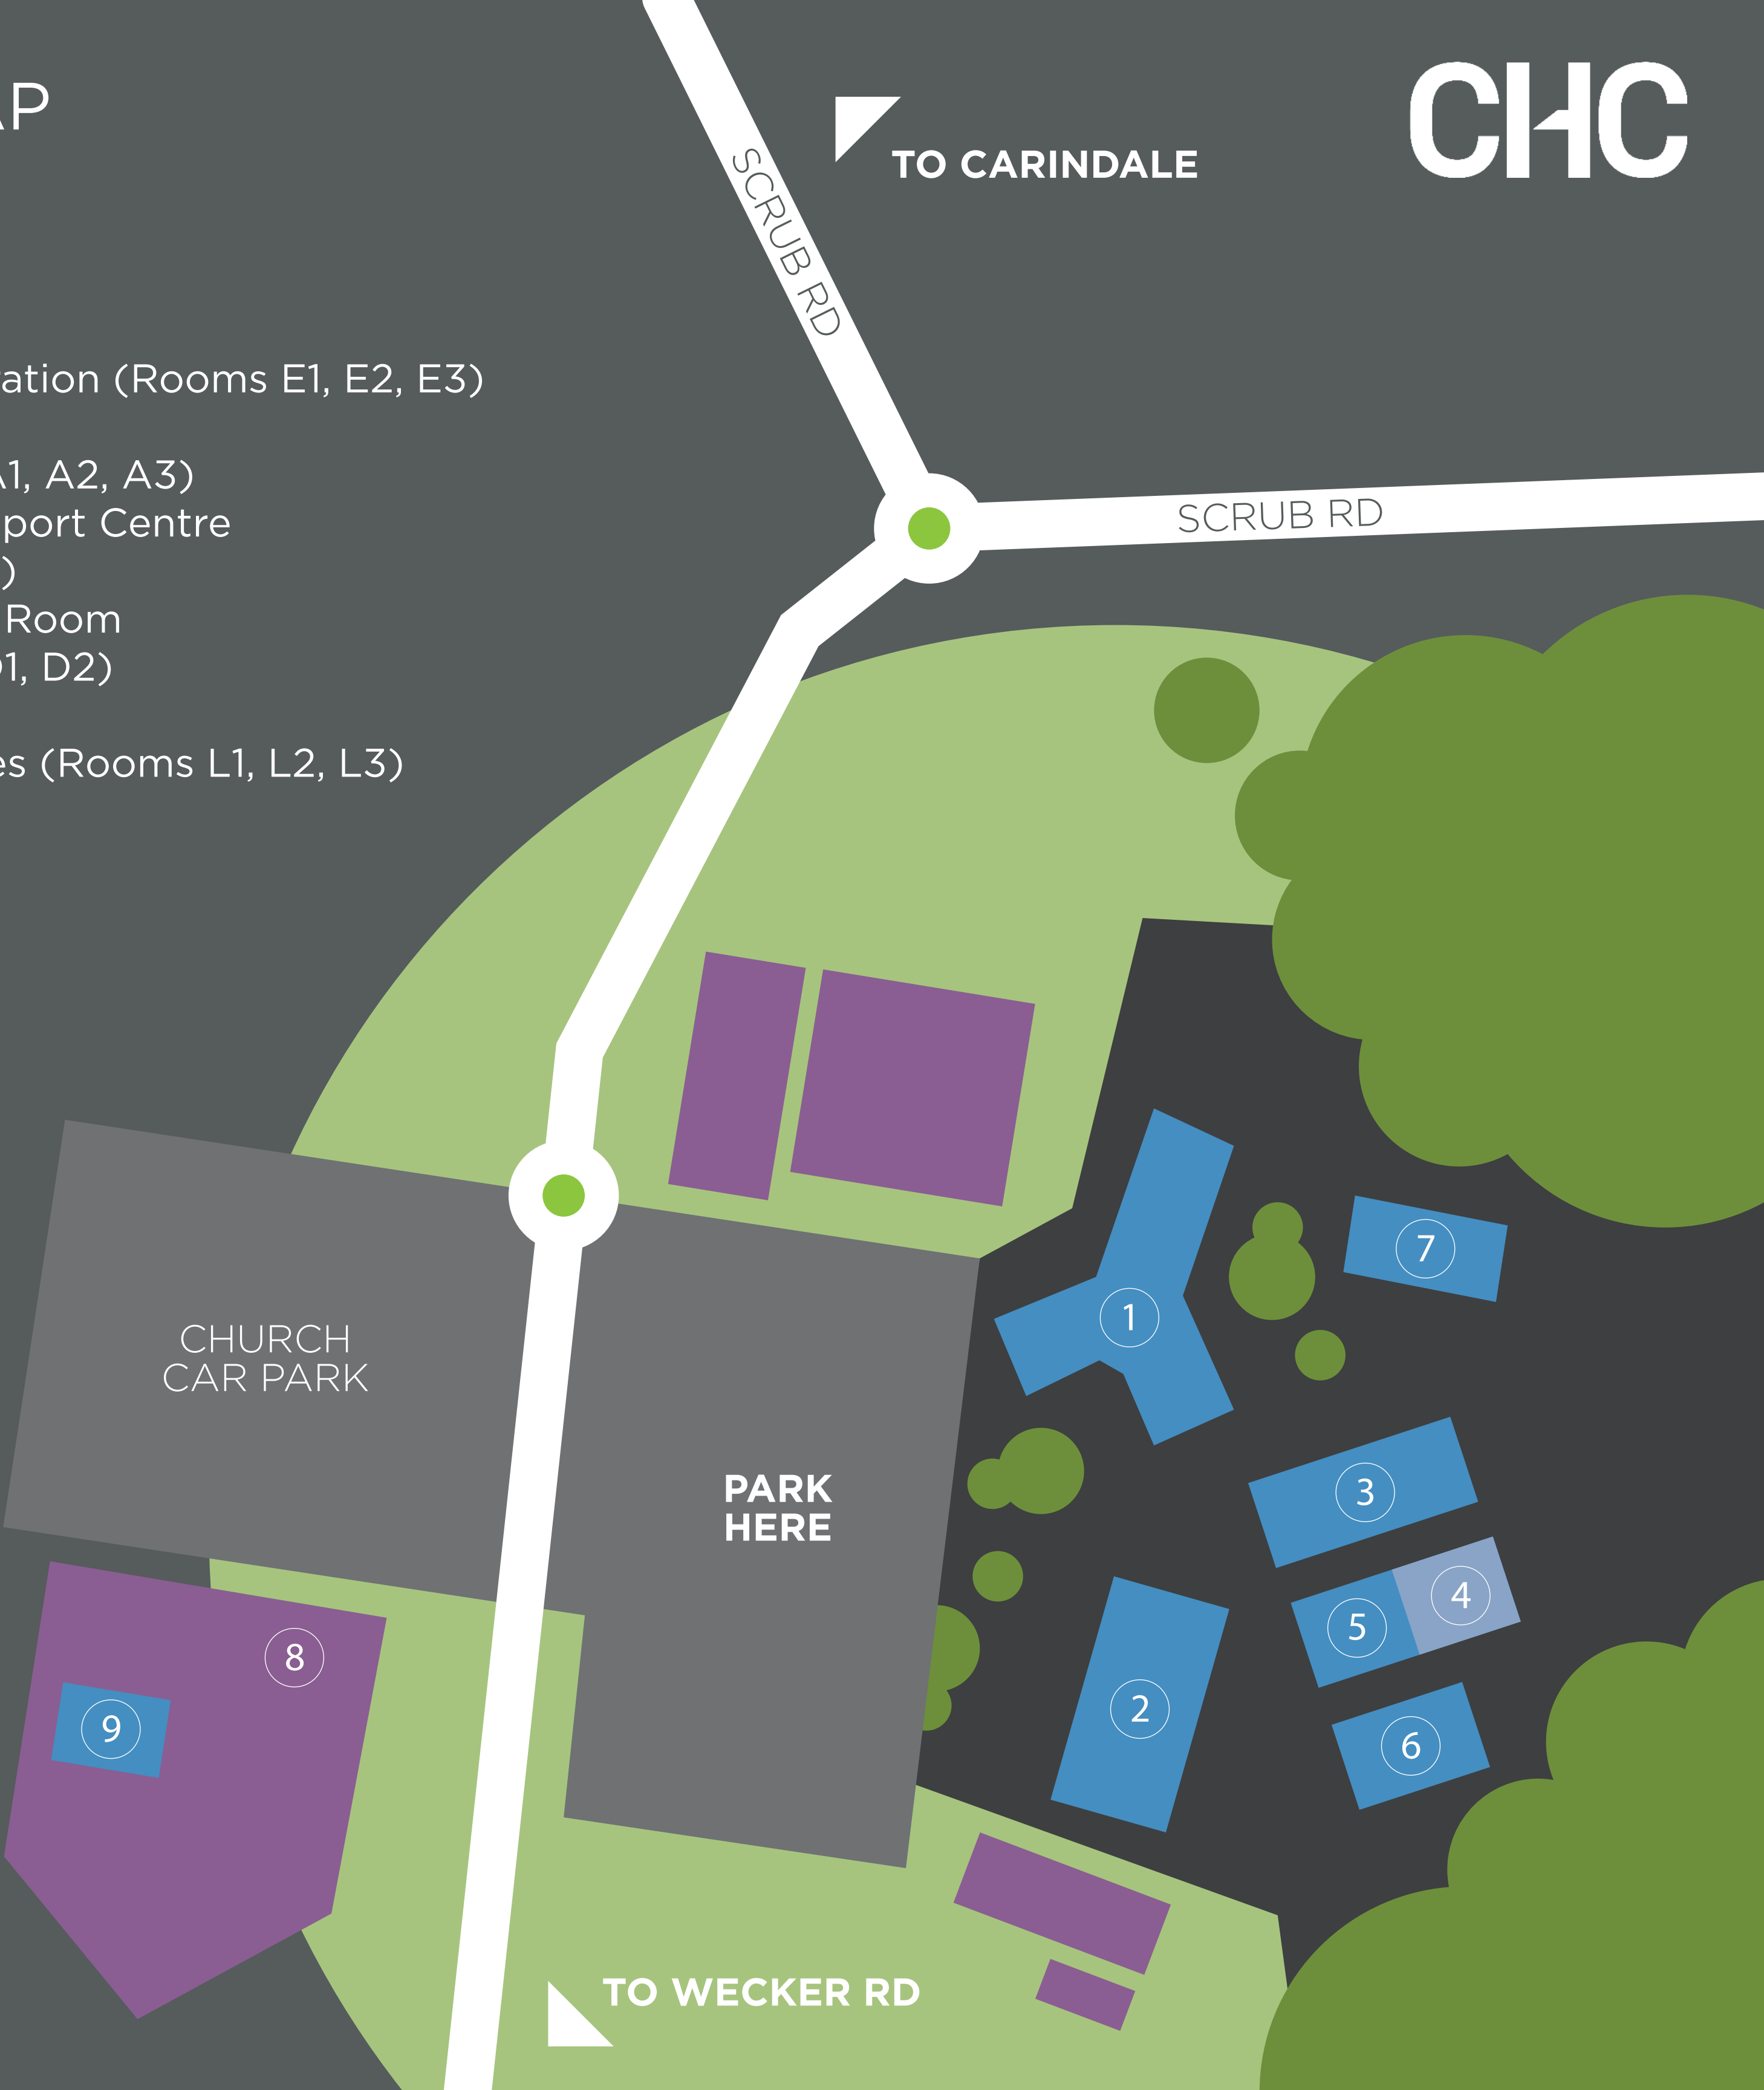 AP
CHC
TO CARINDALE
SCRUB RD
SCRUB RD
ation (Rooms E1, E2, E3)
A1, A2, A3)
port Centre
)
Room
D1, D2)
es (Rooms L1, L2, L3)
7
1
CHURCH
CAR PARK
PARK
HERE
3
4
5
8
2
9
6
TO WECKER RD